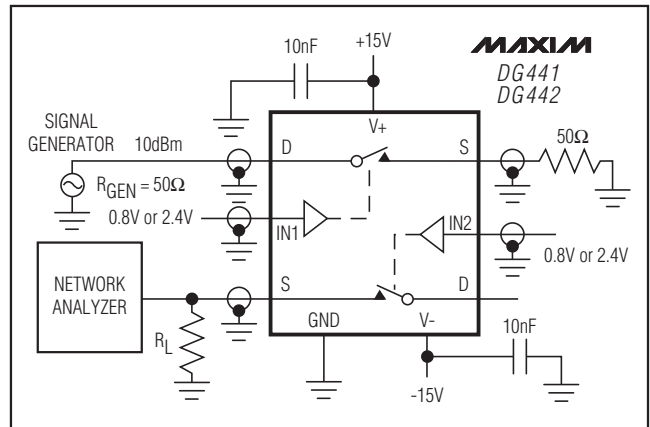 10nF
+15V
MAXIM
DG441
DG442
SIGNAL
GENERATOR
10dBm
V+
D
S
50Ω
RGEN = 50Ω
0.8V or 2.4V
IN1
IN2
0.8V or 2.4V
NETWORK
ANALYZER
S
D
RL
GND
V-
10nF
-15V